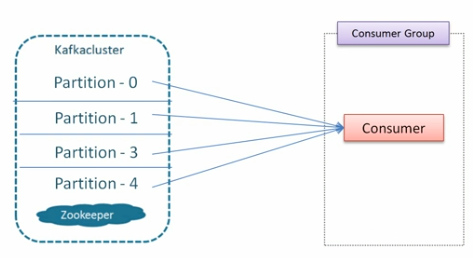 Kafkacluster
Consumer Group
Partition - 0
Partition - 1
Consumer
Partition - 3
Partition - 4
Zookeeper